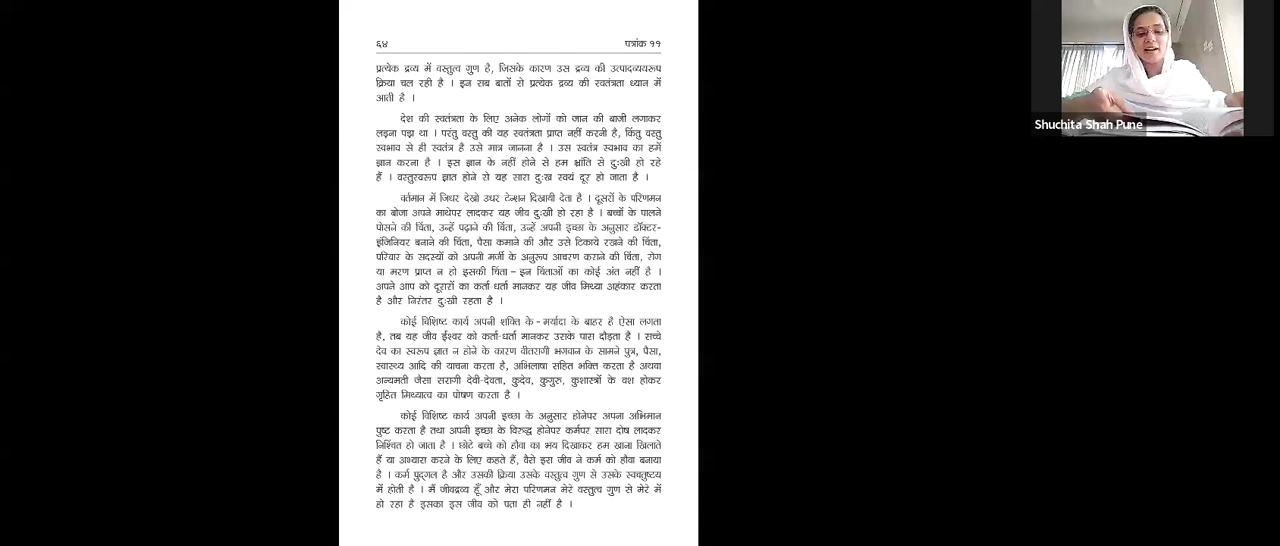 ६४ पत्रांक ११
प्रत्येक द्रव्य में वस्तुत्व गुण है, जिसके कारण उस द्रव्य की उत्पादव्ययरूप
क्रिया चल रही है । इन सब बातों से प्रत्येक द्रव्य की स्वतंत्रता ध्यान में
आती है ।
देश की स्वतंत्रता के लिए अनेक लोगों को जान की बाजी लगाकर
लड़ना पड़ा था । परंतु वस्तु की यह स्वतंत्रता प्राप्त नहीं करनी है, किंतु वस्तु
स्वभाव से ही स्वतंत्र है उसे मात्र जानना है । उस स्वतंत्र स्वभाव का हमें
ज्ञान करना है । इस ज्ञान के नहीं होने से हम भ्रांति से दुःखी हो रहे
हैं । वस्तुस्वरूप ज्ञात होने से यह सारा दुःख स्वयं दूर हो जाता है ।
वर्तमान में जिधर देखो उधर टेन्शन दिखायी देता है । दूसरों के परिणमन
का बोजा अपने माथेपर लादकर यह जीव दुःखी हो रहा है । बच्चों के पालने
पोसने की चिंता, उन्हें पढ़ाने की चिंता, उन्हें अपनी इच्छा के अनुसार डॉक्टर-
इंजिनियर बनाने की चिंता, पैसा कमाने की और उसे टिकाये रखने की चिंता,
परिवार के सदस्यों को अपनी मर्जी के अनुरूप आचरण कराने की चिंता, रोग
या मरण प्राप्त न हो इसकी चिंता – इन चिंताओं का कोई अंत नहीं है ।
अपने आप को दूसरों का कर्ता-धर्ता मानकर यह जीव मिथ्या अहंकार करता
है और निरंतर दुःखी रहता है ।
कोई विशिष्ट कार्य अपनी शक्ति के - मर्यादा के बाहर है ऐसा लगता
है, तब यह जीव ईश्वर को कर्ता-धर्ता मानकर उसके पास दौड़ता है । सच्चे
देव का स्वरूप ज्ञात न होने के कारण वीतरागी भगवान के सामने पुत्र, पैसा,
स्वास्थ्य आदि की याचना करता है, अभिलाषा सहित भक्ति करता है अथवा
अन्यमती जैसा सरागी देवी-देवता, कुदेव, कुगुरु, कुशास्त्रों के वश होकर
गृहित मिथ्यात्व का पोषण करता है ।
कोई विशिष्ट कार्य अपनी इच्छा के अनुसार होनेपर अपना अभिमान
पुष्ट करता है तथा अपनी इच्छा के विरुद्ध होनेपर कर्मपर सारा दोष लादकर
निश्चिंत हो जाता है । छोटे बच्चे को हौवा का भय दिखाकर हम खाना खिलाते
हैं या अभ्यास करने के लिए कहते हैं, वैसे इस जीव ने कर्म को हौवा बनाया
है । कर्म पुद्गल है और उसकी क्रिया उसके वस्तुत्व गुण से उसके स्वचतुष्टय
में होती है । मैं जीवद्रव्य हूँ और मेरा परिणमन मेरे वस्तुत्व गुण से मेरे में
हो रहा है इसका इस जीव को पता ही नहीं है ।
Shuchita Shah Pune